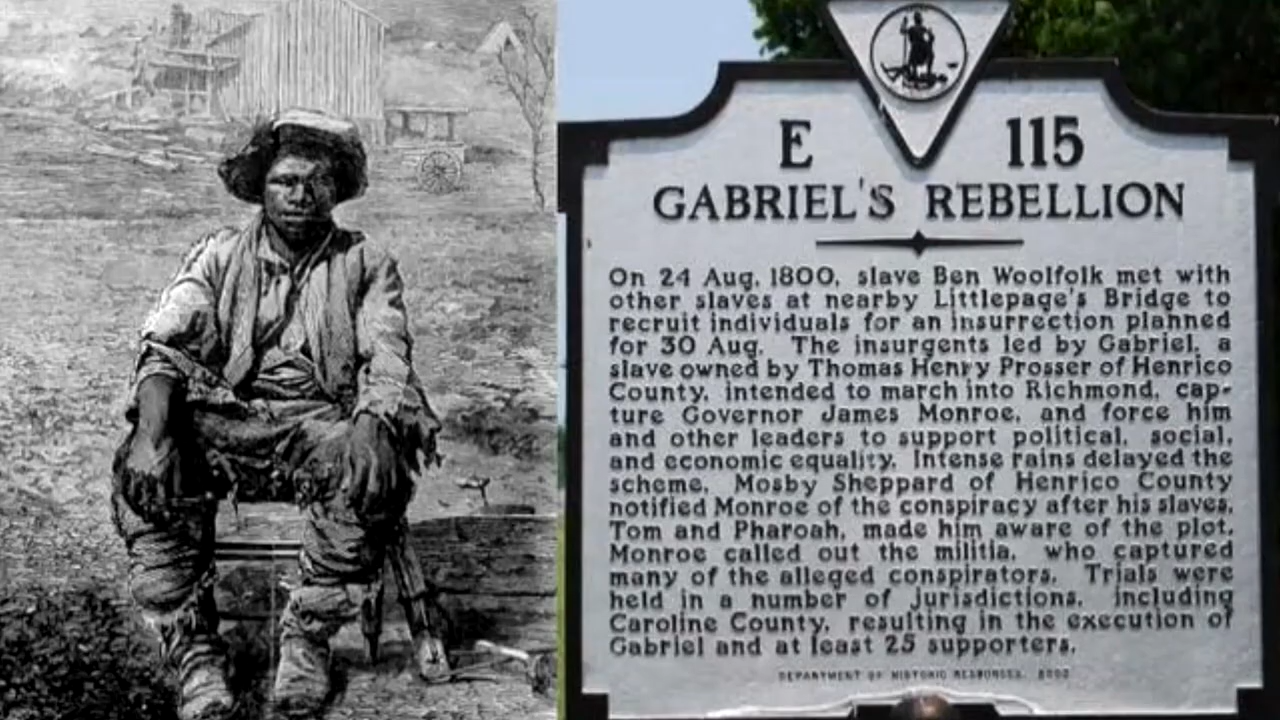 E 115
GABRIEL'S REBELLION
On 24 Aug. 1800, slave Ben Woolfolk met with
other slaves at nearby Littlepage's Bridge to
recruit individuals for an insurrection planned
for 30 Aug. The insurgents led by Gabriel, a
slave owned by Thomas Henry Prosser of Henrico
County, intended to march into Richmond, cap-
ture Governor James Monroe, and force him
and other leaders to support political, social,
and economic equality. Intense rains delayed the
scheme. Mosby Sheppard of Henrico County
notified Monroe of the conspiracy after his slaves,
Tom and Pharoah, made him aware of the plot.
Monroe called out the militia, who captured
many of the alleged conspirators. Trials were
held in a number of jurisdictions, including
Caroline County, resulting in the execution of
Gabriel and at least 25 supporters.
DEPARTMENT OF HISTORIC RESOURCES,